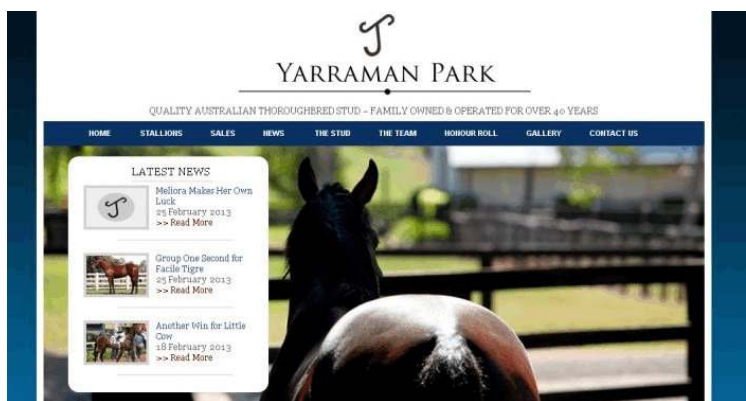 YARRAMAN PARK
QUALITY AUSTRALIAN THOROUGHBRED STUD – FAMILY OWNED & OPERATED FOR OVER 40 YEARS
HOME STALLIONS SALES NEWS THE STUD THE TEAM HONOUR ROLL GALLERY CONTACT US
LATEST NEWS
Meliora Makes Her Own
Luck
25 February 2013
>> Read More
Group One Second for
Facile Tigre
25 February 2013
>> Read More
Another Win for Little
Cow
18 February 2013
>> Read More